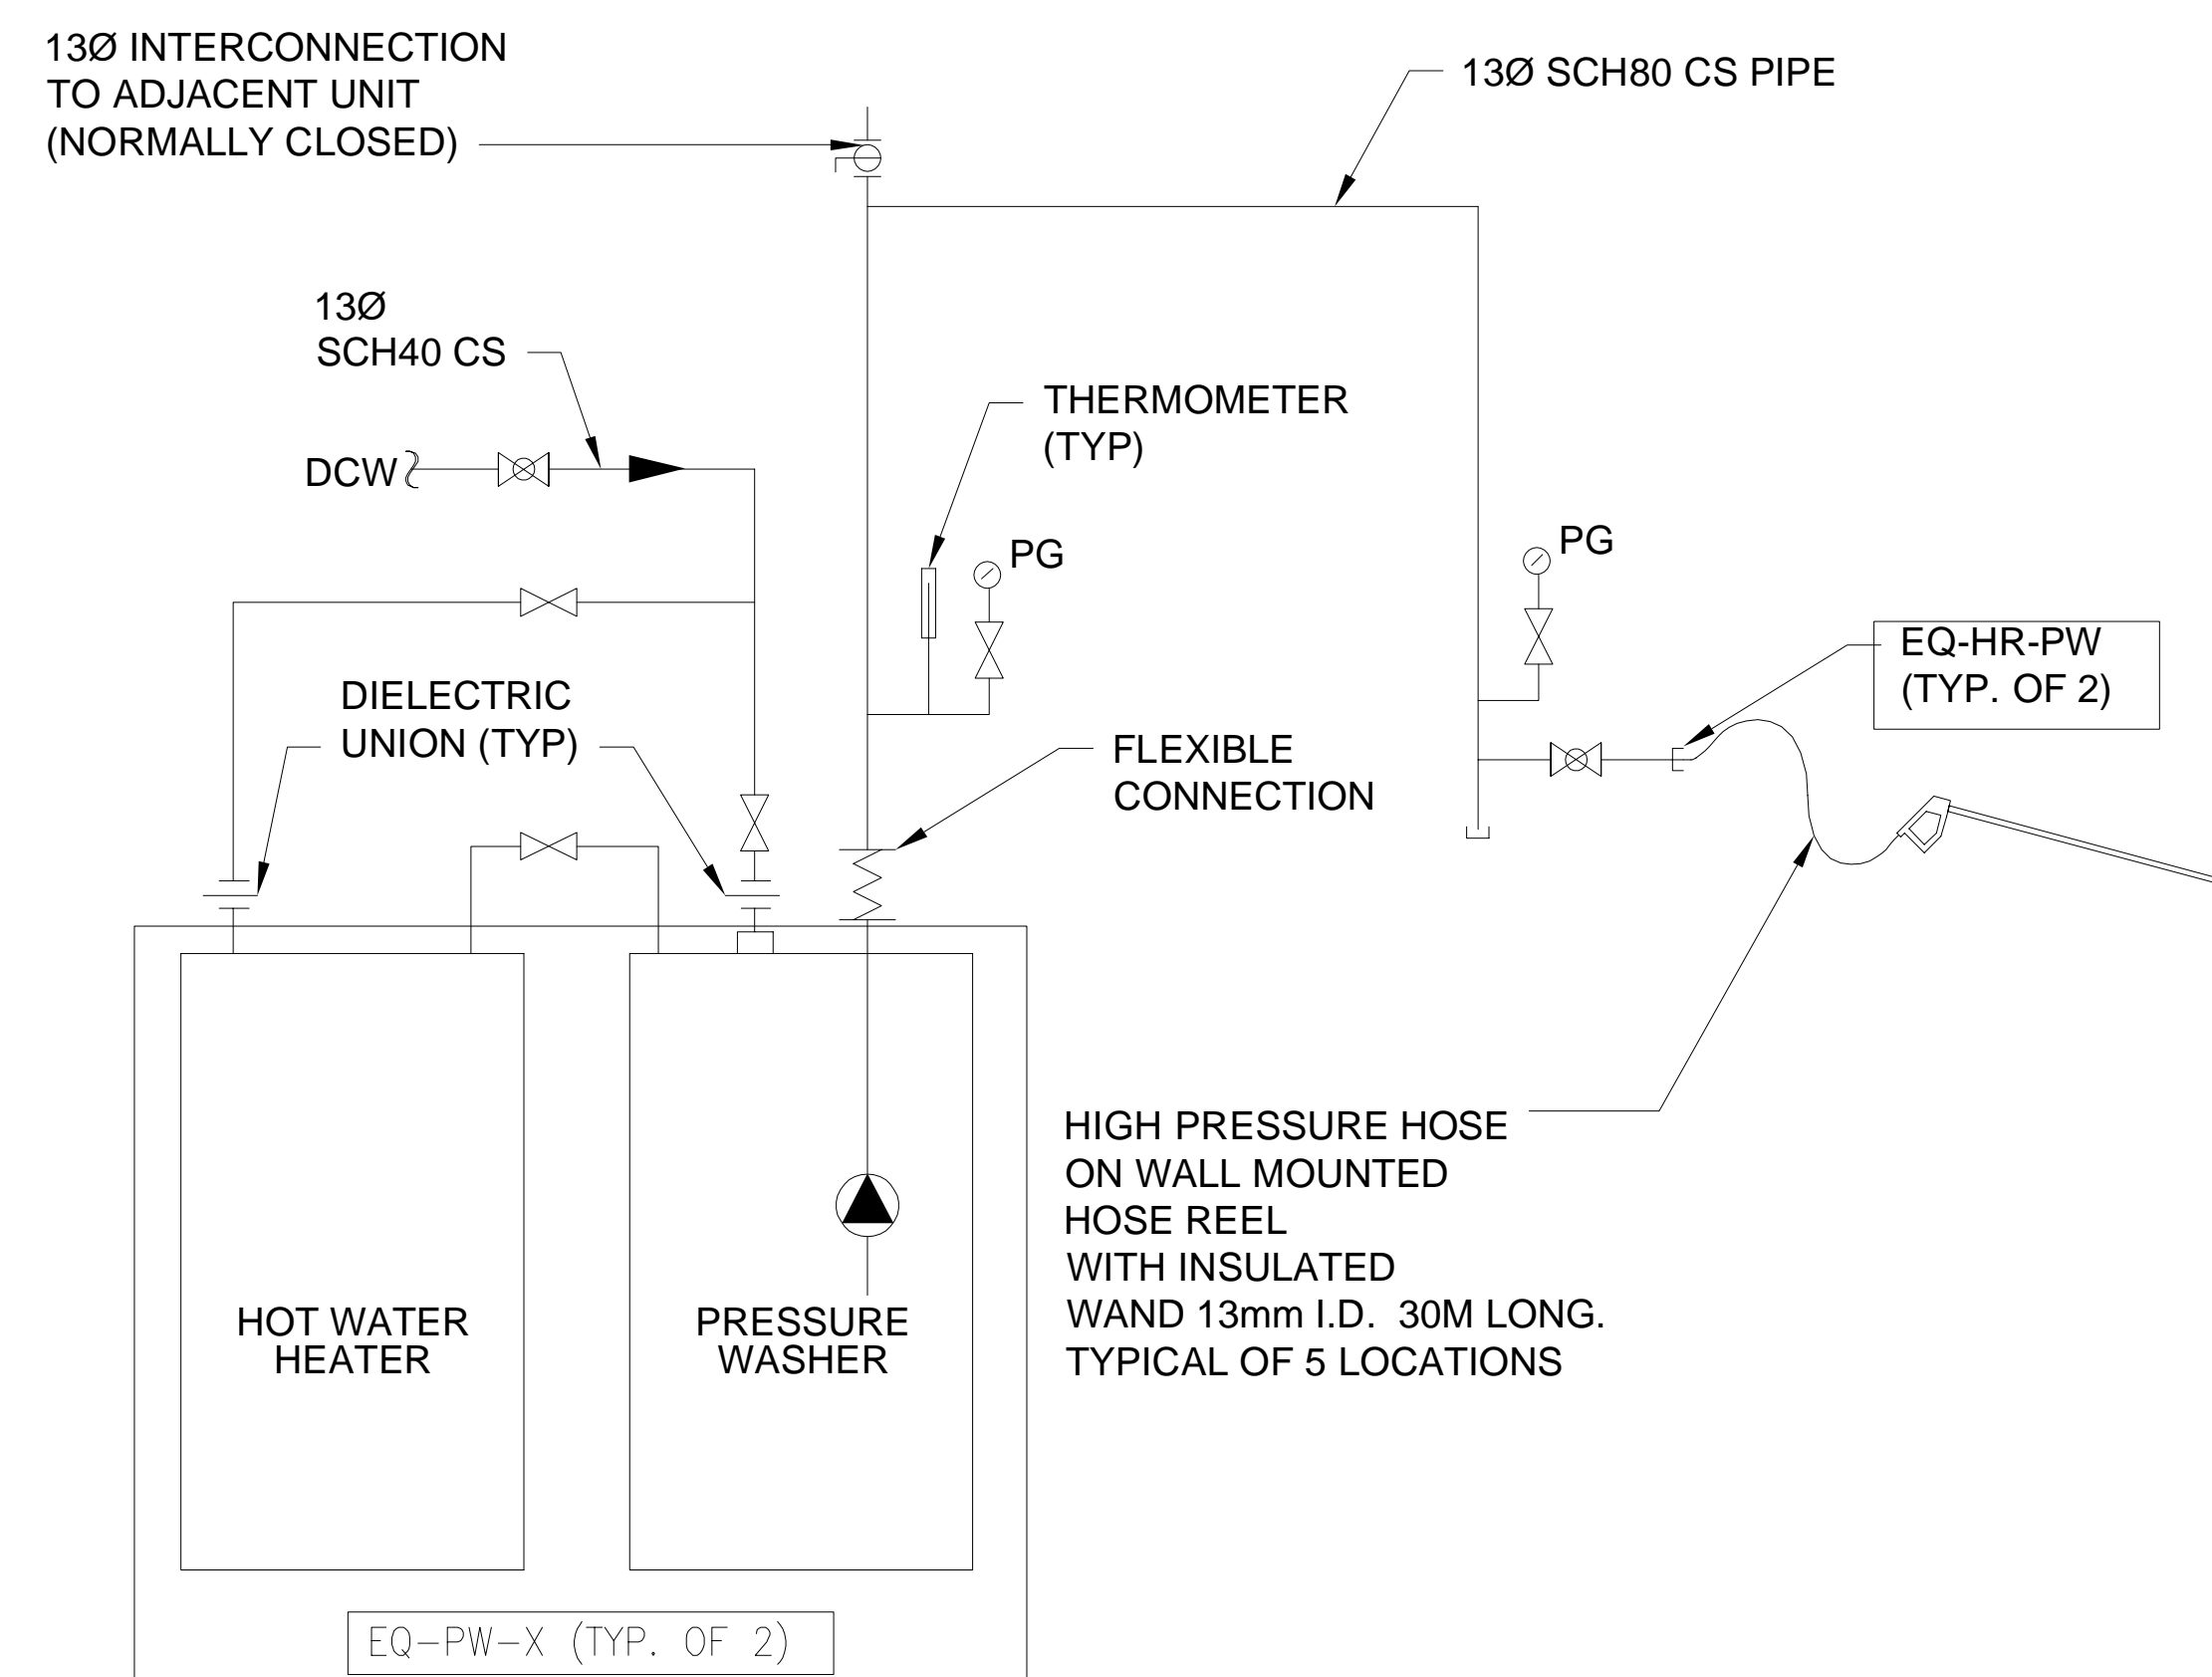 13Ø INTERCONNECTION
TO ADJACENT UNIT
(NORMALLY CLOSED)
13Ø SCH80 CS PIPE
13Ø
SCH40 CS
DCW
THERMOMETER
(TYP)
PG
PG
EQ-HR-PW
(TYP. OF 2)
DIELECTRIC
UNION (TYP)
FLEXIBLE
CONNECTION
HIGH PRESSURE HOSE
ON WALL MOUNTED
HOSE REEL
WITH INSULATED
WAND 13mm I.D. 30M LONG.
TYPICAL OF 5 LOCATIONS
HOT WATER
HEATER
PRESSURE
WASHER
EQ-PW-X (TYP. OF 2)